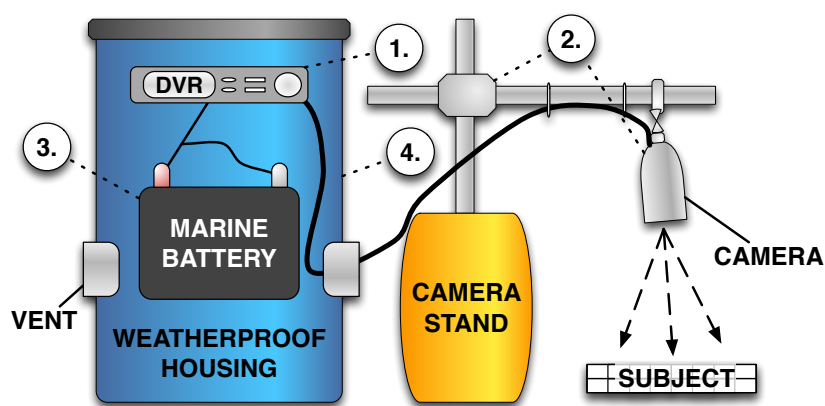 1.
2.
DVR
3.
4.
MARINE
BATTERY
CAMERA
VENT
CAMERA
STAND
WEATHERPROOF
HOUSING
SUBJECT